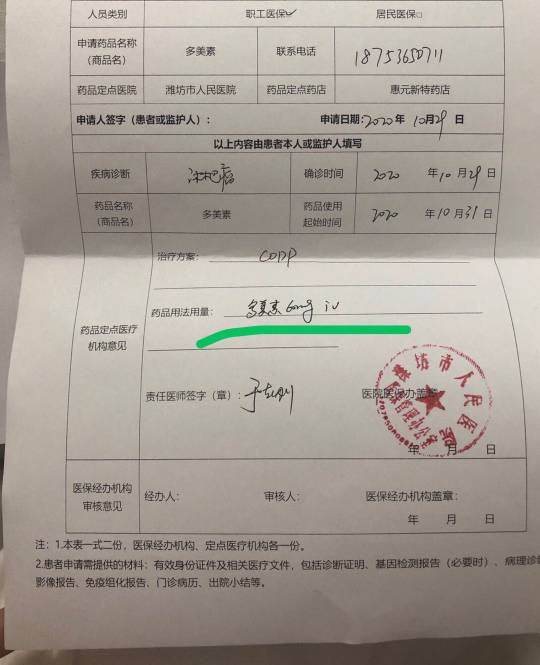 人员类别 职工医保☑ 居民医保□
申请药品名称 多美素 联系电话 18753650711
（商品名）
药品定点医院 潍坊市人民医院 药品定点药店 惠元新特药店
申请人签字（患者或监护人）： 申请日期：2020年 10月29日
以上内容由患者本人或监护人填写
疾病诊断 淋巴瘤 确诊时间 2020 年10月29日
药品名称 多美素 药品使用 2020 年10月31日
（商品名） 起始时间
治疗方案： CDDP
药品用法用量： 多美素 60mg iv
药品定点医疗
机构意见
责任医师签字（章）： 医院医保办盖章：
潍坊市人民医院
年 月 日
医保经办机构 经办人： 审核人： 医保经办机构盖章：
审核意见
年 月 日
注：1.本表一式二份，医保经办机构、定点医疗机构各一份。
2.患者申请需提供的材料：有效身份证件及相关医疗文件，包括诊断证明、基因检测报告（必要时）、病理诊
影像报告、免疫组化报告、门诊病历、出院小结等。